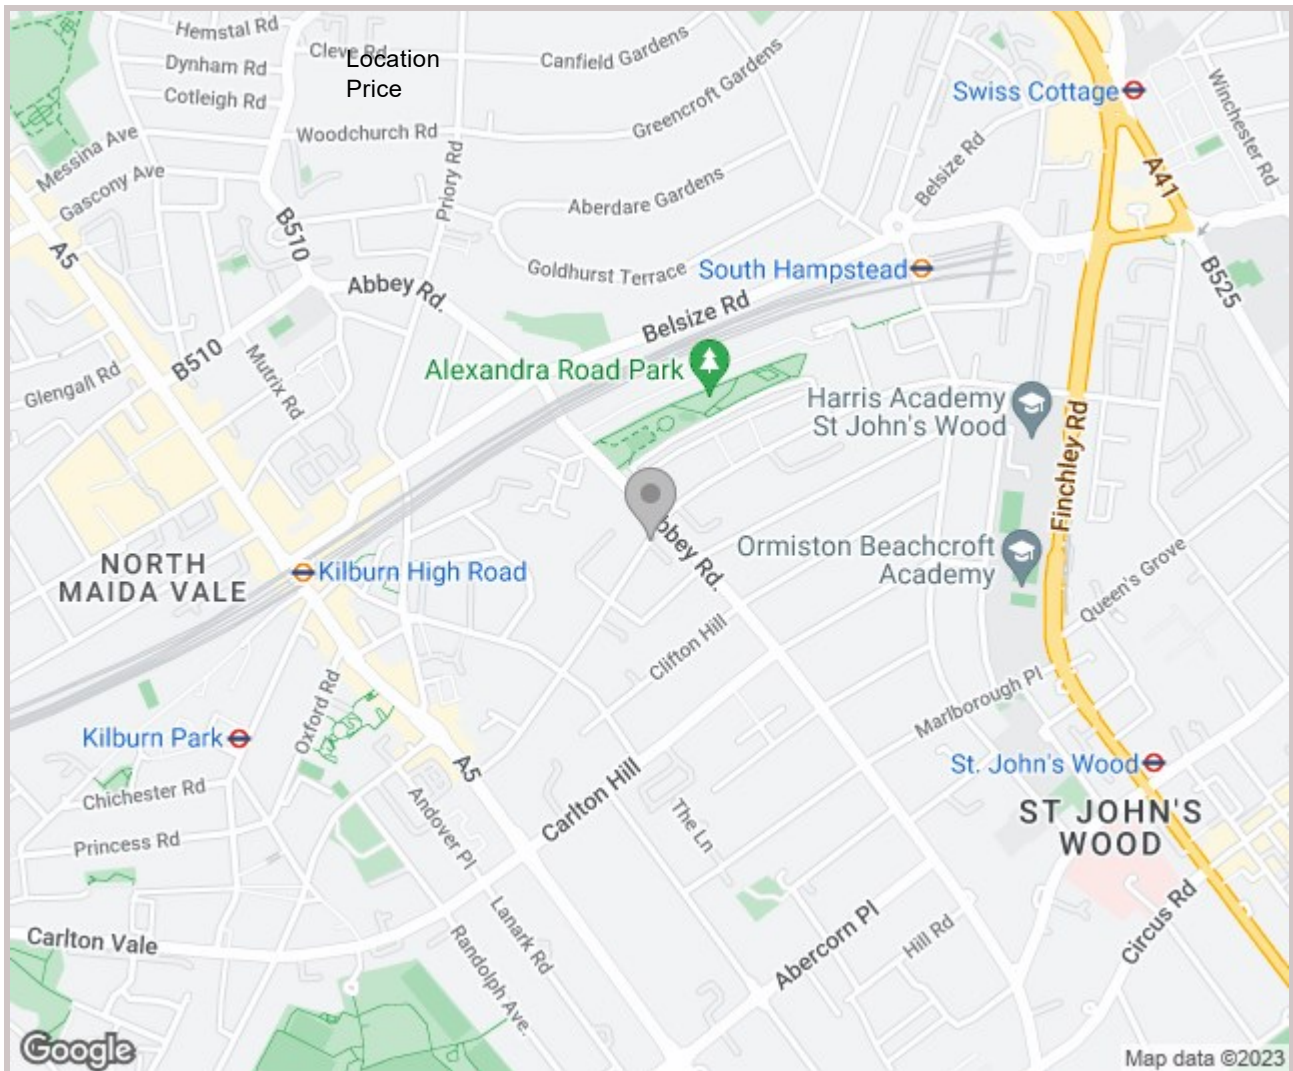 Hemstal Rd
Cleve Rd
Location
Price
Dynham Rd
Cotleigh Rd
Canfield Gardens
Greencroft Gardens
Swiss Cottage
Winchester Rd
Woodchurch Rd
Messina Ave
Gascony Ave
Priory Rd
Belsize Rd
A41
Aberdare Gardens
B510
A5
Goldhurst Terrace
South Hampstead
B525
Abbey Rd.
Belsize Rd
B510
Mutrix Rd
Glengall Rd
Alexandra Road Park
Harris Academy
St John's Wood
Finchley Rd
Abbey Rd.
Ormiston Beachcroft
Academy
NORTH
MAIDA VALE
Kilburn High Road
Queen's Grove
Clifton Hill
Marlborough Pl
Oxford Rd
Kilburn Park
A5
St. John's Wood
Chichester Rd
Andover Pl
Carlton Hill
The Ln
ST JOHN'S
WOOD
Princess Rd
Lanark Rd
Circus Rd
Abercorn Pl
Hill Rd
Carlton Vale
Randolph Ave.
Google
Map data ©2023